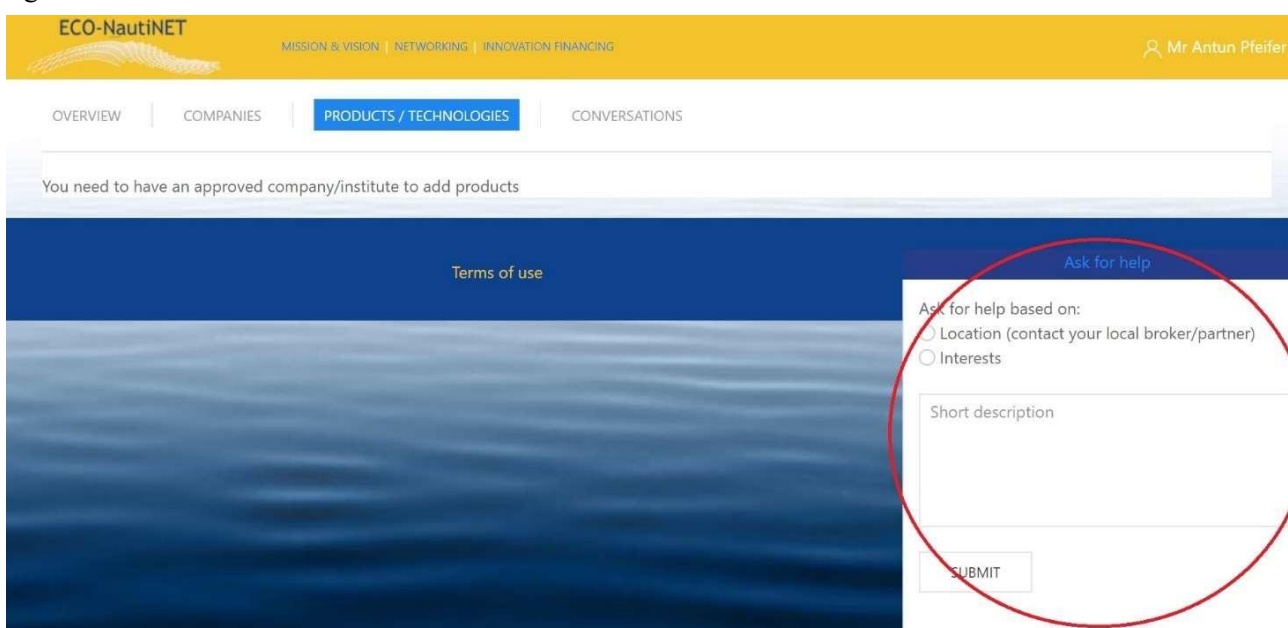 ECO-NautiNET
MISSION & VISION | NETWORKING | INNOVATION FINANCING
Mr Antun Pfeifer
OVERVIEW
COMPANIES
PRODUCTS / TECHNOLOGIES
CONVERSATIONS
You need to have an approved company/institute to add products
Terms of use
Ask for help
Ask for help based on:
Location (contact your local broker/partner)
Interests
Short description
SUBMIT